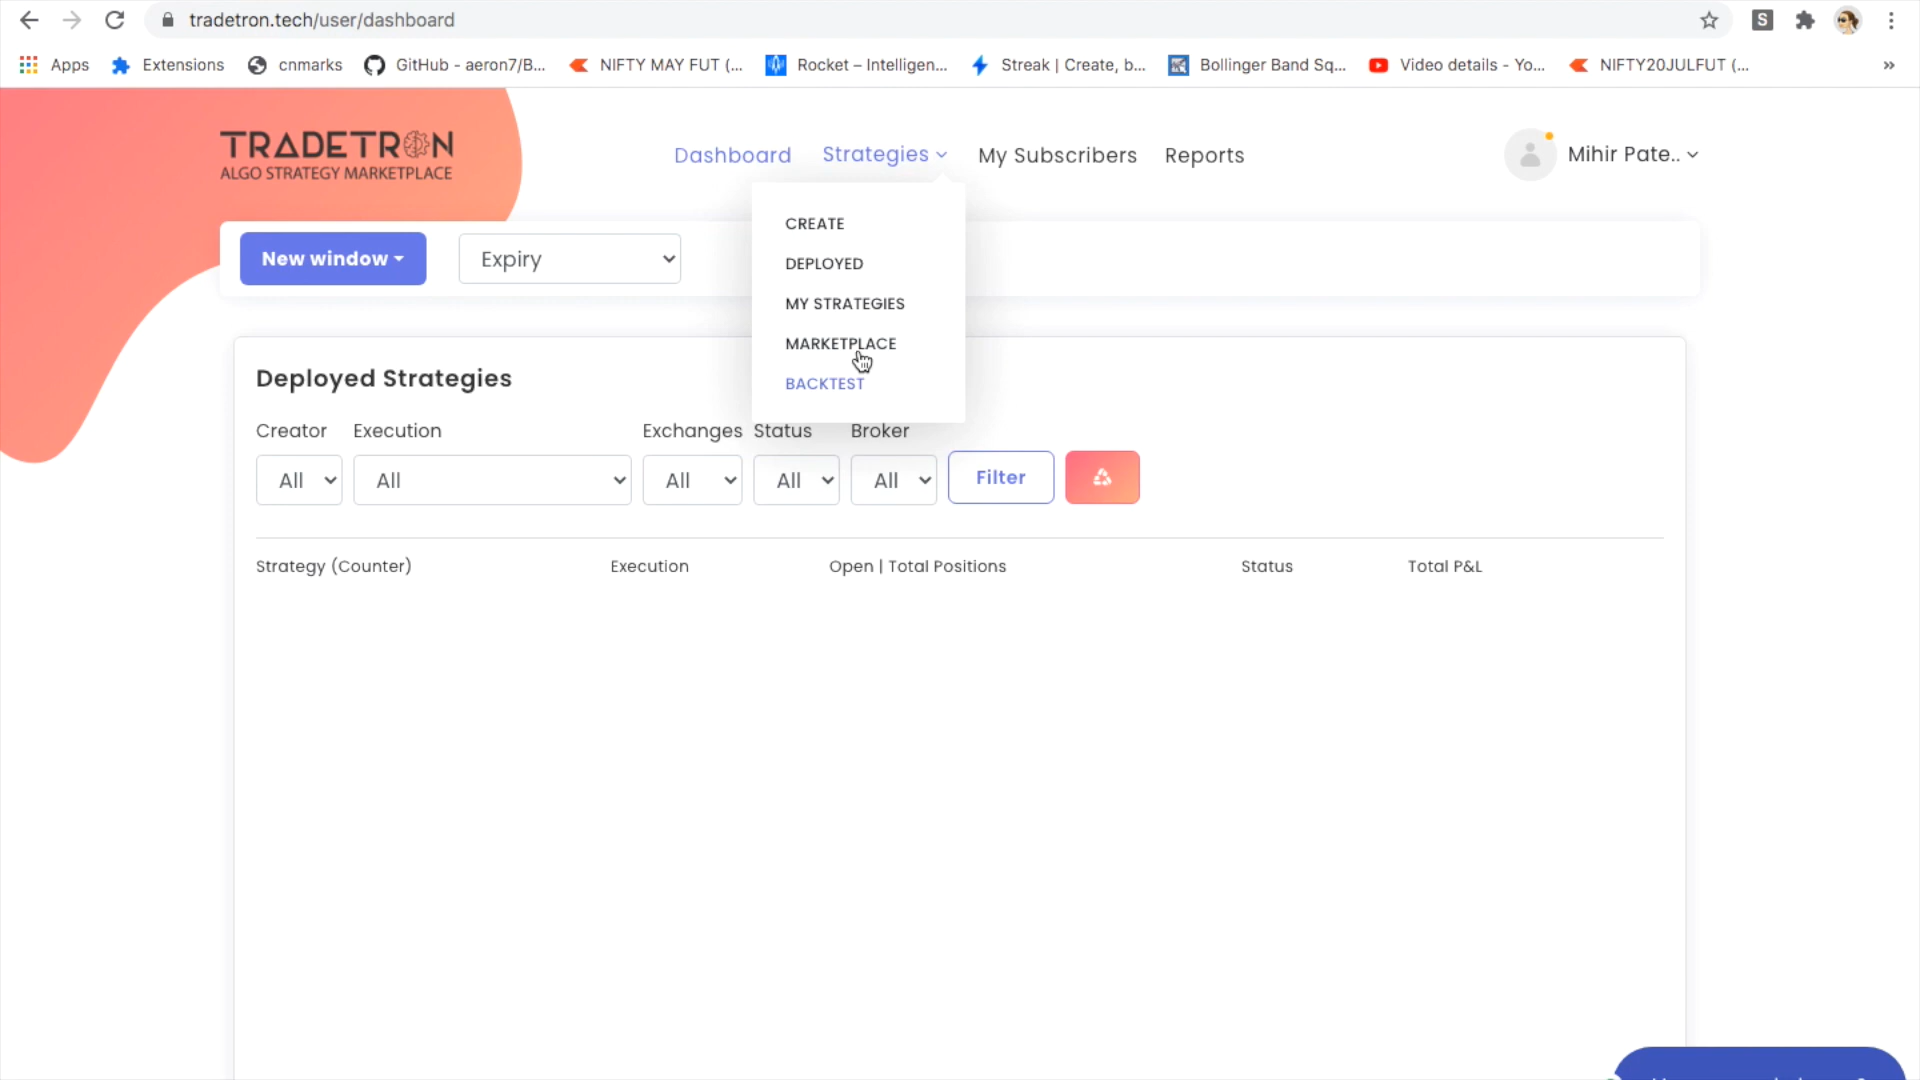 tradetron.tech/user/dashboard
S
Apps
Extensions
cnmarks
GitHub - aeron7/B...
NIFTY MAY FUT (...
Rocket – Intelligen...
Streak | Create, b...
Bollinger Band Sq...
Video details - Yo...
NIFTY20JULFUT (...
»
TRADETRON
ALGO STRATEGY MARKETPLACE
Dashboard
Strategies
My Subscribers
Reports
Mihir Pate..
CREATE
DEPLOYED
MY STRATEGIES
MARKETPLACE
BACKTEST
New window
Expiry
Deployed Strategies
Creator
Execution
Exchanges
Status
Broker
All
All
All
All
All
Filter
Strategy (Counter)
Execution
Open | Total Positions
Status
Total P&L